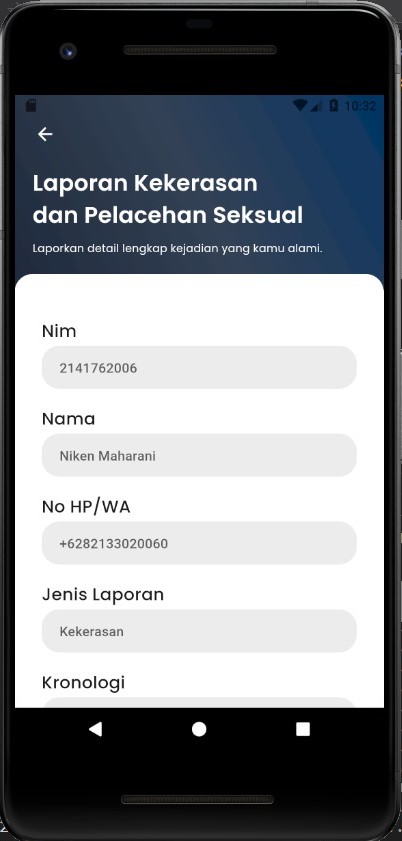 10:32
Laporan Kekerasan
dan Pelacehan Seksual
Laporkan detail lengkap kejadian yang kamu alami.
Nim
2141762006
Nama
Niken Maharani
No HP/WA
+6282133020060
Jenis Laporan
Kekerasan
Kronologi